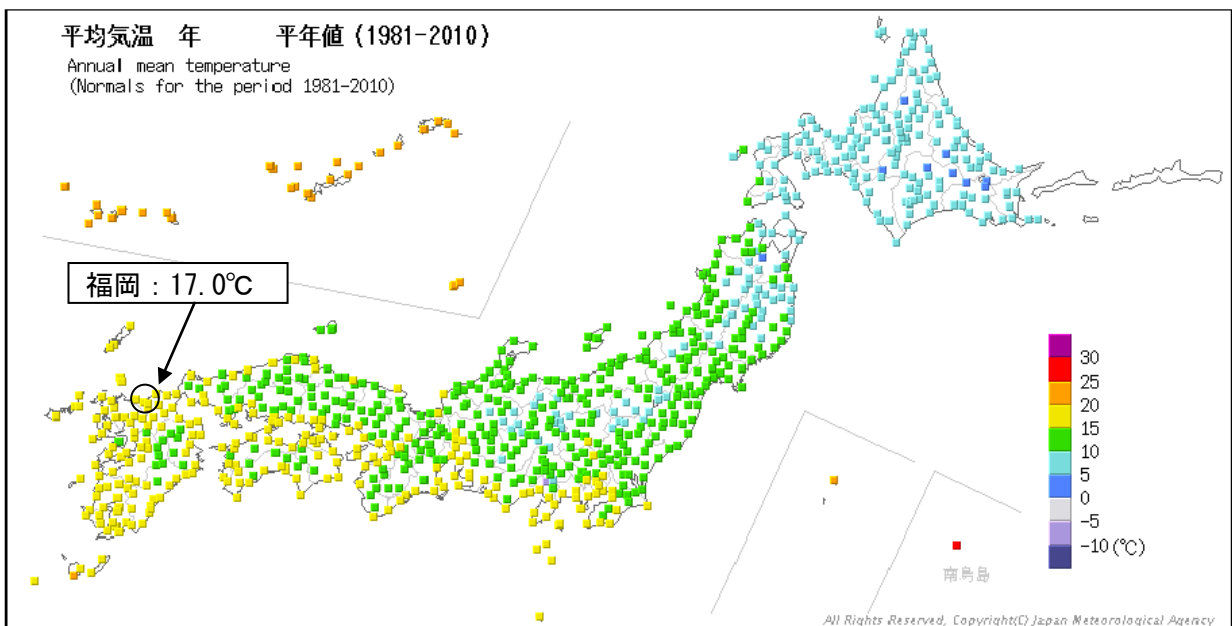 平均気温　年　　　平年値 (1981-2010)
Annual mean temperature
(Normals for the period 1981-2010)
福岡：17.0℃
30
25
20
15
10
5
0
-5
-10 (℃)
南鳥島
All Rights Reserved, Copyright(C) Japan Meteorological Agency